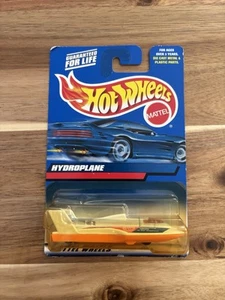 GUARANTEED
FOR LIFE
FOR AGES
OVER 3 YEARS.
DIE CAST METAL &
PLASTIC PARTS.
Hot Wheels
MATTEL
HYDROPLANE